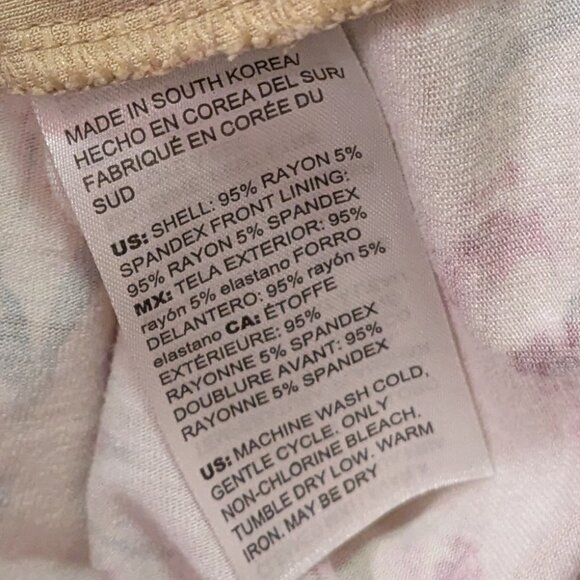 MADE IN SOUTH KOREA/
HECHO EN COREA DEL SUR/
FABRIQUÉ EN CORÉE DU
SUD
US: SHELL: 95% RAYON 5%
SPANDEX FRONT LINING:
95% RAYON 5% SPANDEX
MX: TELA EXTERIOR: 95%
rayón 5% elastano FORRO
DELANTERO: 95% rayón 5%
elastano CA: ÉTOFFE
EXTÉRIEURE: 95%
RAYONNE 5% SPANDEX
DOUBLURE AVANT: 95%
RAYONNE 5% SPANDEX
US: MACHINE WASH COLD,
GENTLE CYCLE. ONLY
NON-CHLORINE BLEACH.
TUMBLE DRY LOW. WARM
IRON. MAY BE DRY